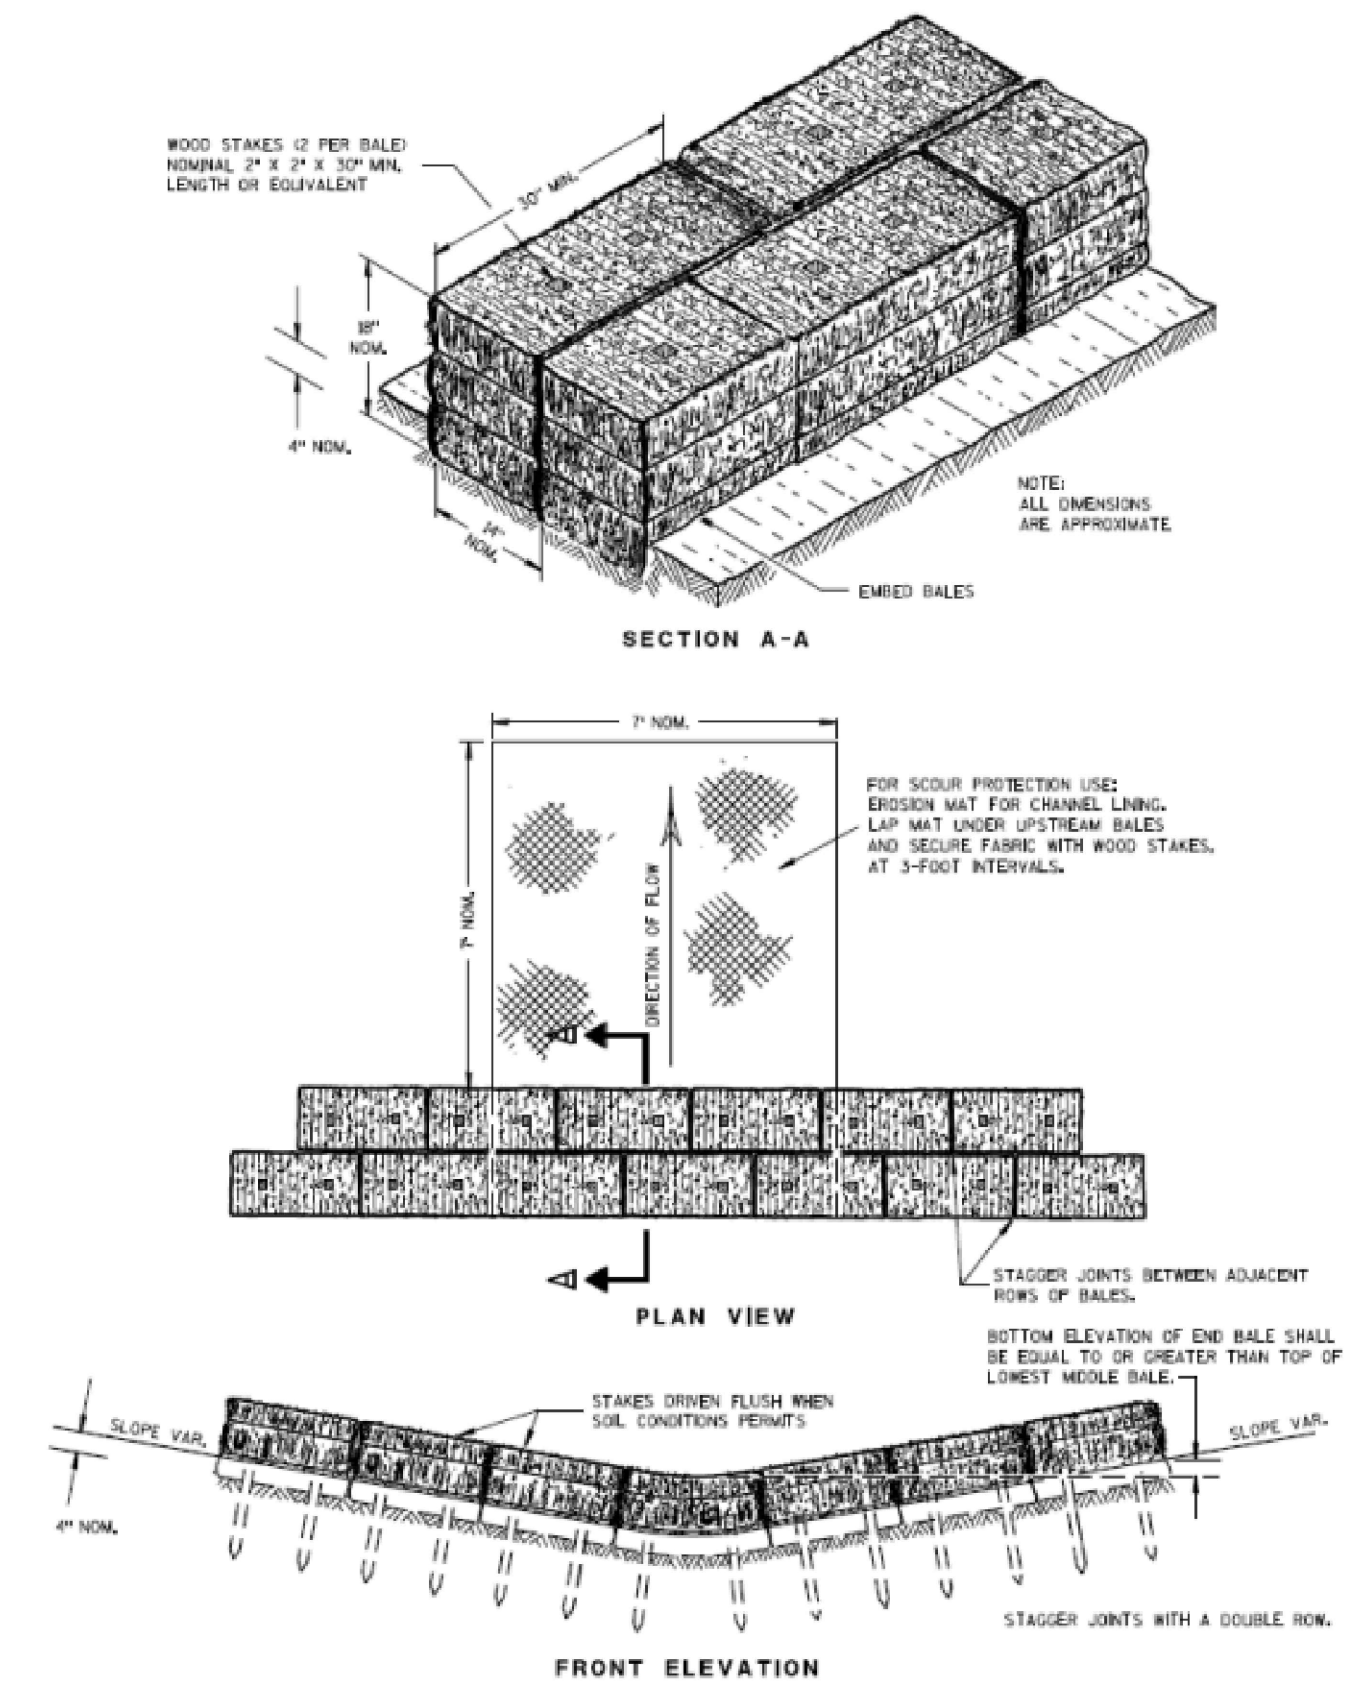 WOOD STAKES (2 PER BALE)
NOMINAL 2" X 2" X 30" MIN.
LENGTH OR EQUIVALENT
30" MIN.
18"
NOM.
4" NOM.
14"
NOM.
NOTE:
ALL DIMENSIONS
ARE APPROXIMATE
EMBED BALES
SECTION A-A
7' NOM.
7' NOM.
FOR SCOUR PROTECTION USE:
EROSION MAT FOR CHANNEL LINING.
LAP MAT UNDER UPSTREAM BALES
AND SECURE FABRIC WITH WOOD STAKES.
AT 3-FOOT INTERVALS.
DIRECTION OF FLOW
A
A
STAGGER JOINTS BETWEEN ADJACENT
ROWS OF BALES.
PLAN VIEW
BOTTOM ELEVATION OF END BALE SHALL
BE EQUAL TO OR GREATER THAN TOP OF
LOWEST MIDDLE BALE.
STAKES DRIVEN FLUSH WHEN
SOIL CONDITIONS PERMITS
SLOPE VAR.
SLOPE VAR.
4" NOM.
STAGGER JOINTS WITH A DOUBLE ROW.
FRONT ELEVATION